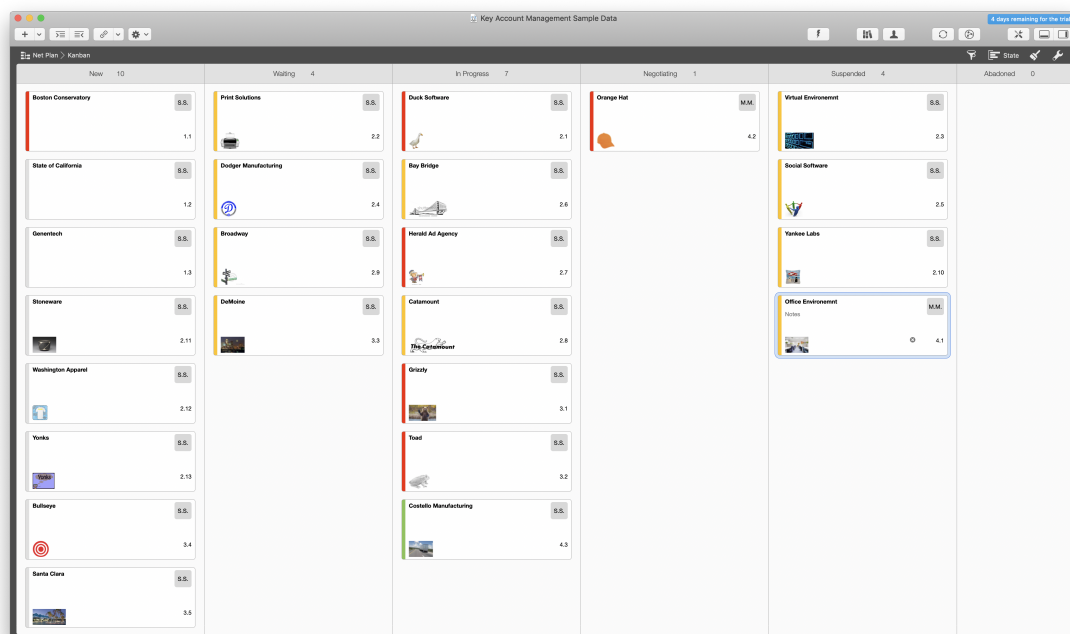 Key Account Management Sample Data
4 days remaining for the trial
Net Plan > Kanban
State
New 10
Waiting 4
In Progress 7
Negotiating 1
Suspended 4
Abadoned 0
Boston Conservatory
S.S.
1.1
State of California
S.S.
1.2
Genentech
S.S.
1.3
Stoneware
S.S.
2.11
Washington Apparel
S.S.
2.12
Yonks
S.S.
Yonks
2.13
Bullseye
S.S.
3.4
Santa Clara
S.S.
3.5
Print Solutions
S.S.
2.2
Dodger Manufacturing
S.S.
D
2.4
Broadway
S.S.
2.9
DeMoine
S.S.
3.3
Duck Software
S.S.
2.1
Bay Bridge
S.S.
2.6
Herald Ad Agency
S.S.
2.7
Catamount
S.S.
The Catamount
2.8
Grizzly
S.S.
3.1
Toad
S.S.
3.2
Costello Manufacturing
S.S.
4.3
Orange Hat
M.M.
4.2
Virtual Environemnt
S.S.
2.3
Social Software
S.S.
2.5
Yankee Labs
S.S.
2.10
Office Environemnt
M.M.
Notes
4.1